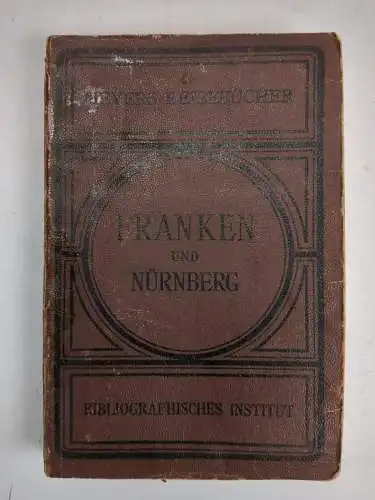 MEYERS REISEBÜCHER
FRANKEN
UND
NÜRNBERG
BIBLIOGRAPHISCHES INSTITUT